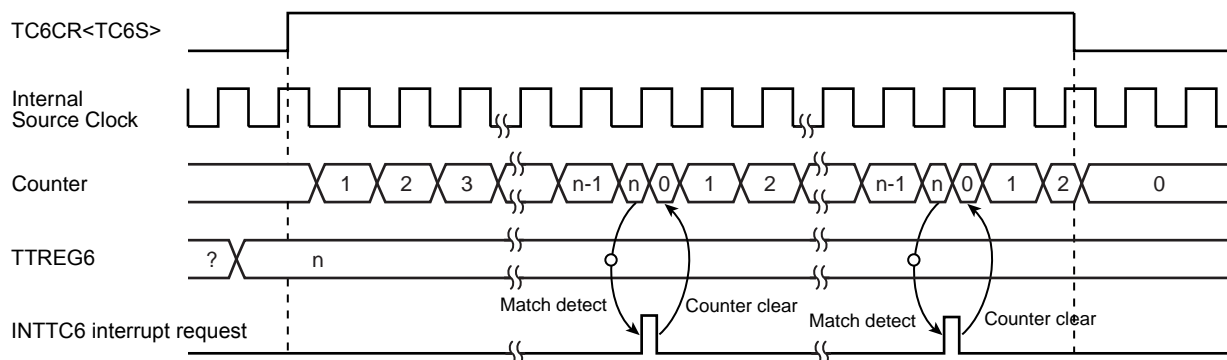 TC6CR<TC6S>
Internal
Source Clock
Counter
1 2 3 n-1 n 0 1 2 n-1 n 0 1 2 0
TTREG6
? n
Match detect Counter clear Match detect Counter clear
INTTC6 interrupt request